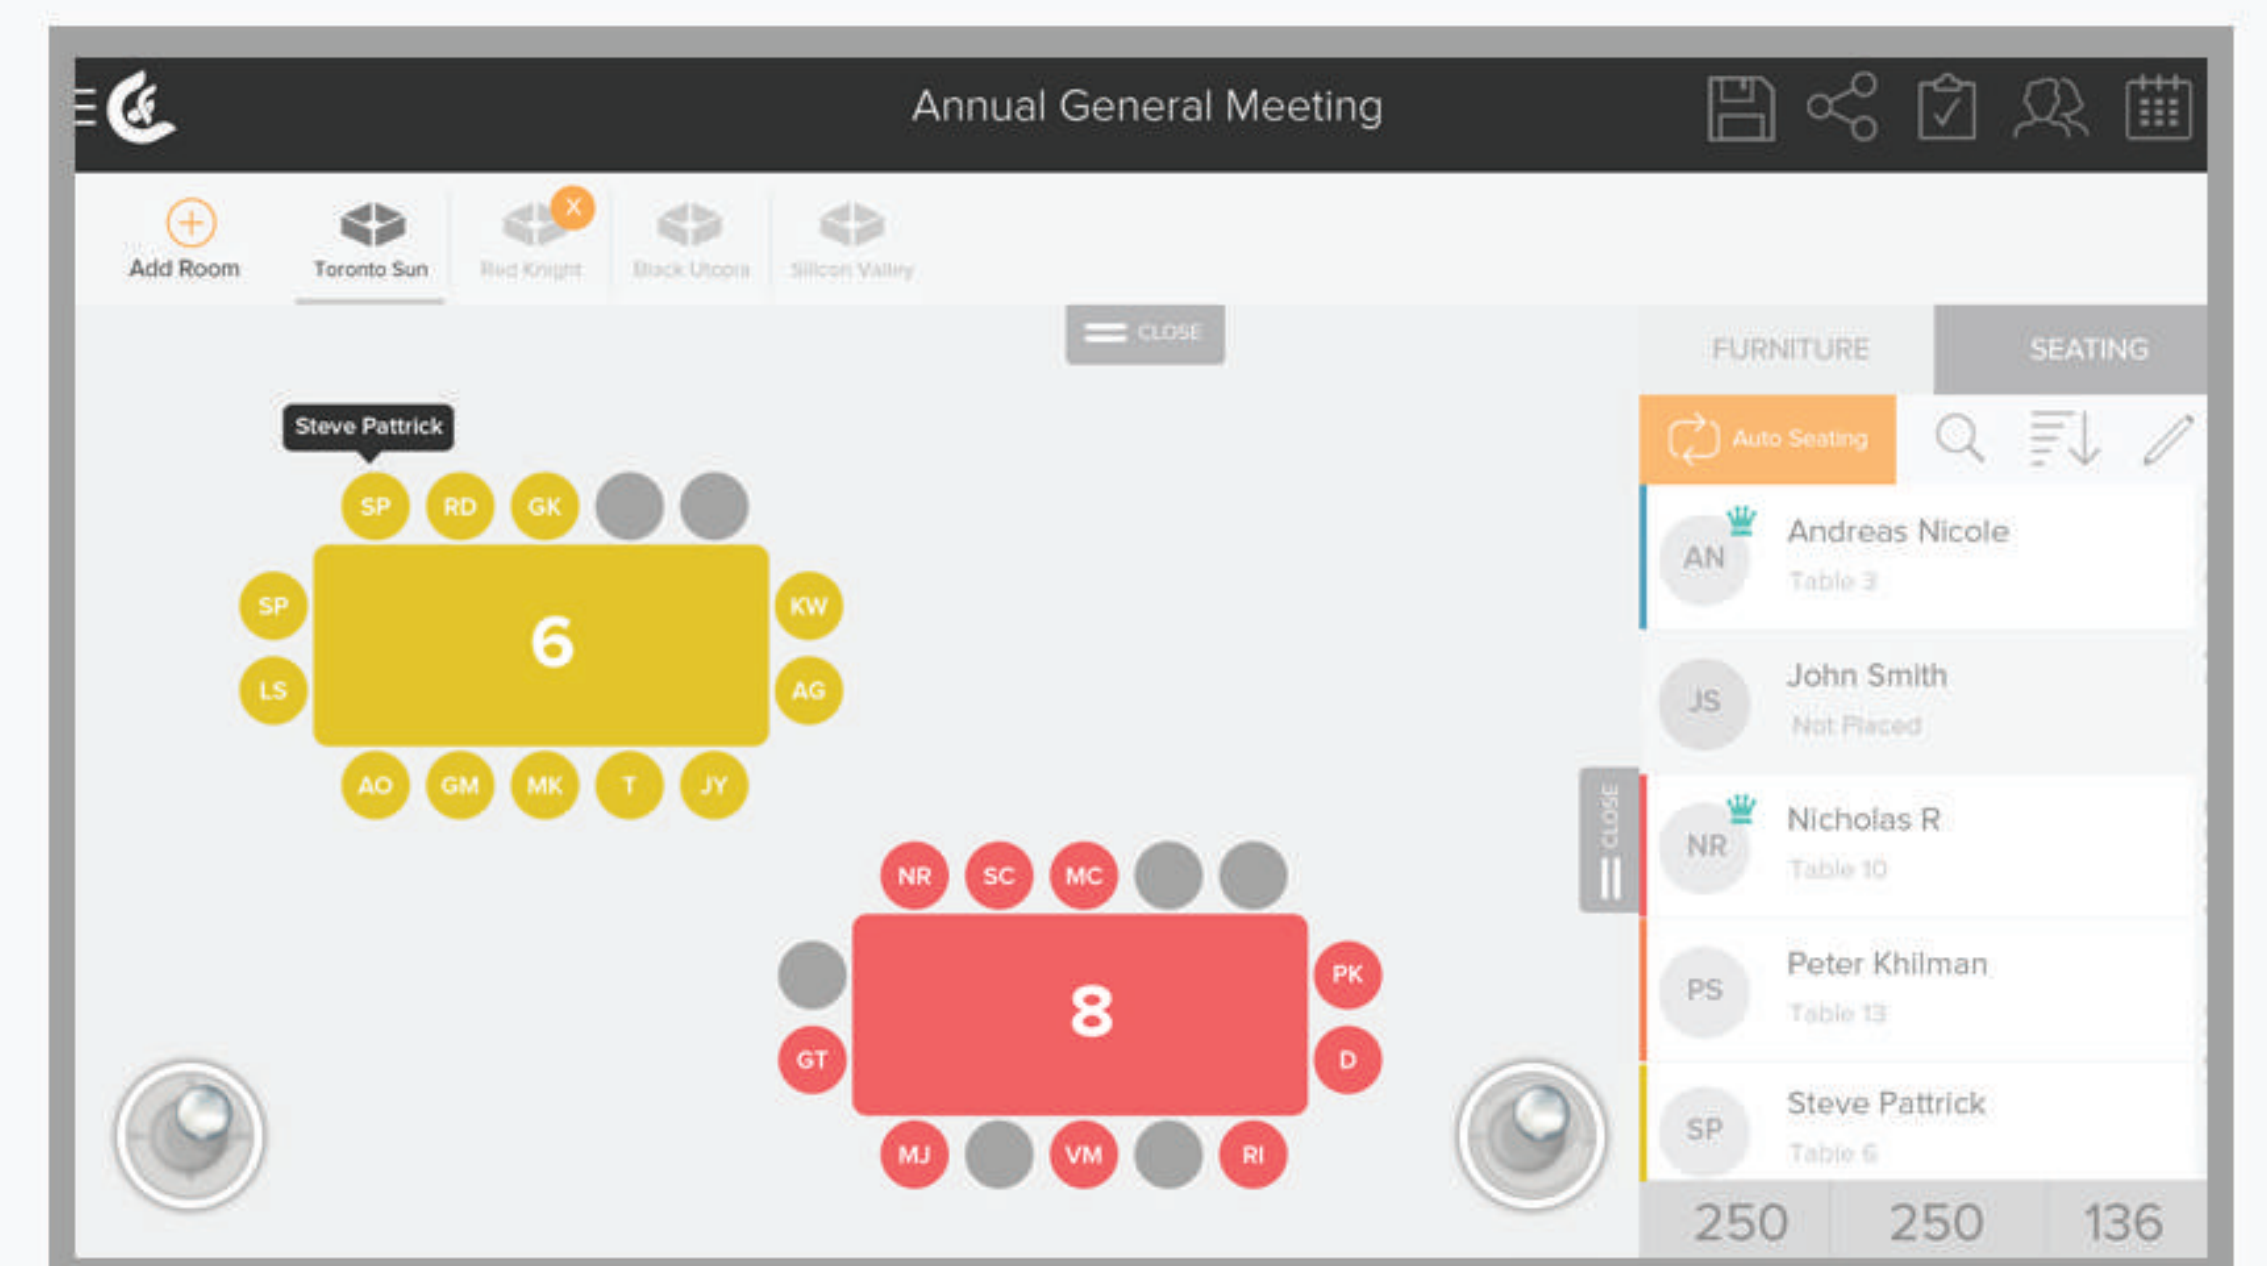 Annual General Meeting
Add Room
Toronto Sun
Red Knight
X
Black Utcora
Silicon Valley
CLOSE
FURNITURE
SEATING
Auto Seating
Steve Pattrick
SP
RD
GK
SP
LS
6
KW
AG
AO
GM
MK
T
JY
NR
SC
MC
GT
8
PK
D
MJ
VM
RI
CLOSE
AN
Andreas Nicole
Table 3
JS
John Smith
Not Placed
NR
Nicholas R
Table 10
PS
Peter Khilman
Table 13
SP
Steve Pattrick
Table 6
250
250
136